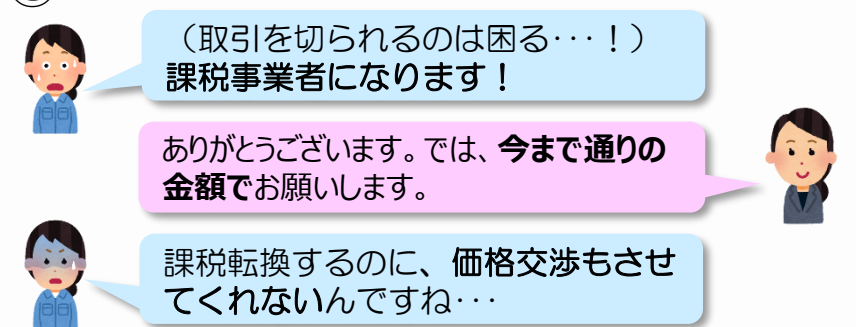 （取引を切られるのは困る･･･！）
課税事業者になります！
ありがとうございます。では、今まで通りの
金額でお願いします。
課税転換するのに、価格交渉もさせ
てくれないんですね･･･